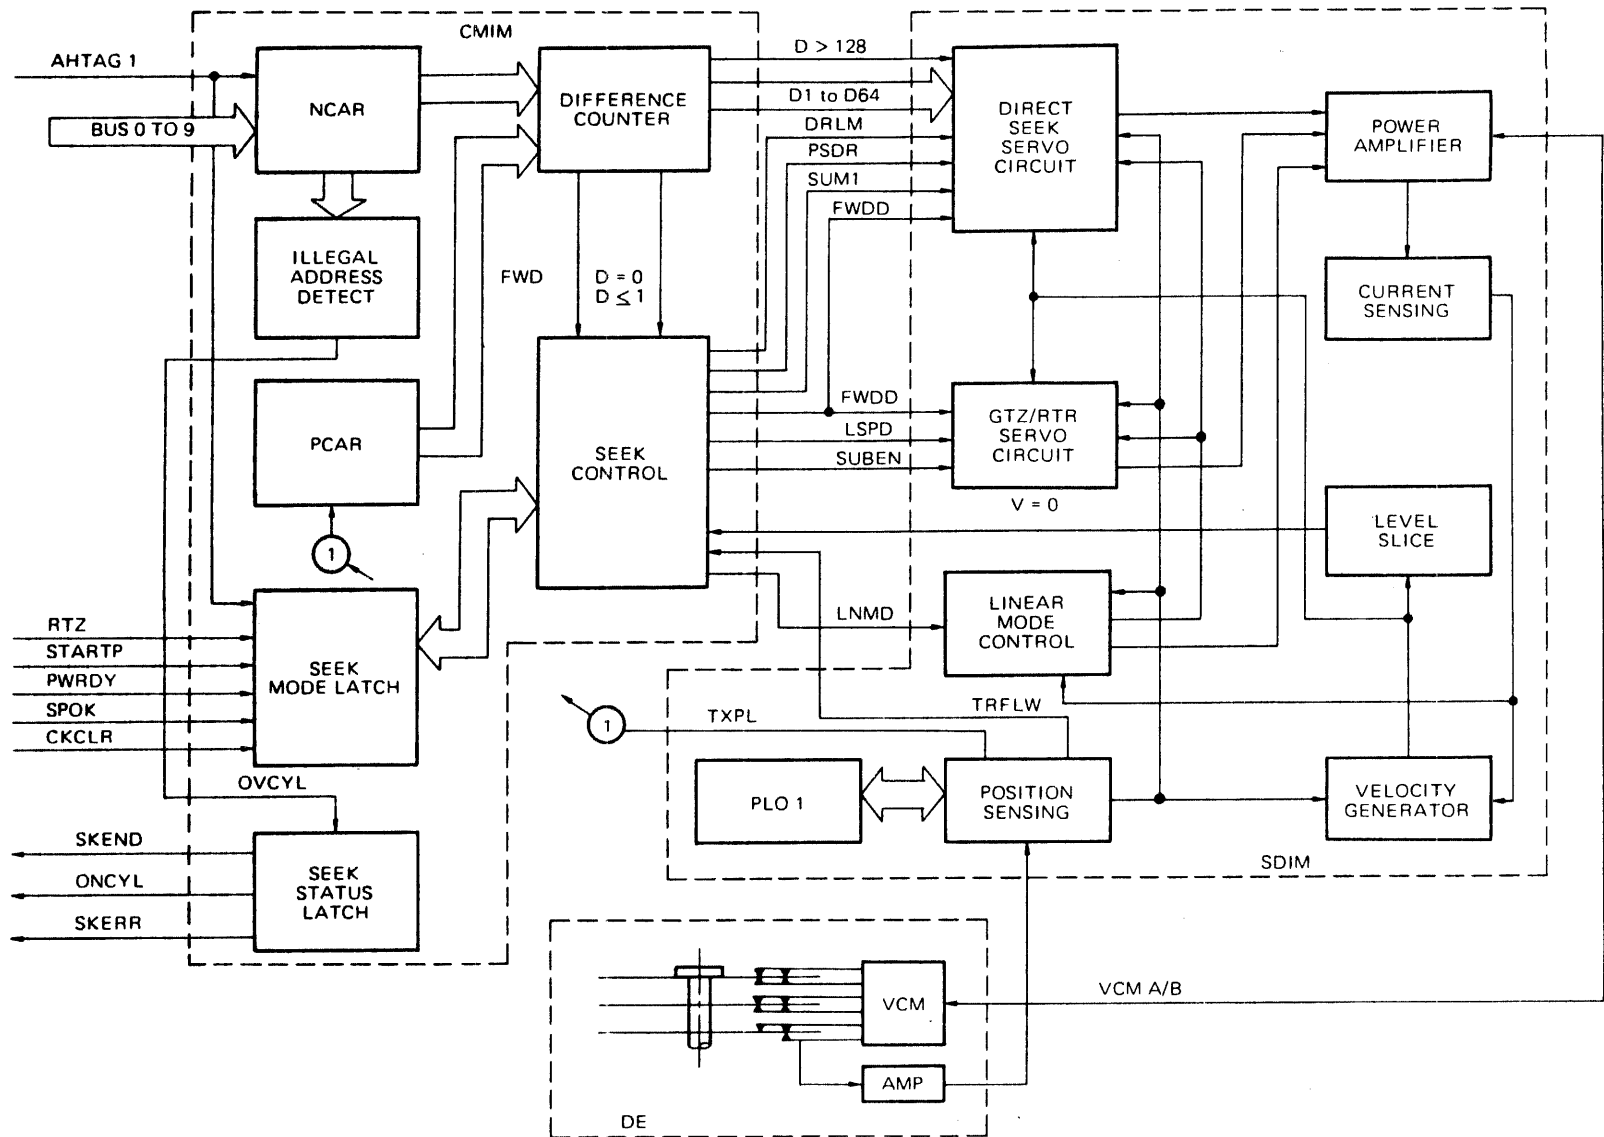 CMIM
AHTAG 1
BUS 0 TO 9
NCAR
DIFFERENCE
COUNTER
D > 128
D1 to D64
DRLM
PSDR
SUM1
FWDD
DIRECT
SEEK
SERVO
CIRCUIT
POWER
AMPLIFIER
ILLEGAL
ADDRESS
DETECT
FWD
D = 0
D ≤ 1
CURRENT
SENSING
PCAR
1
SEEK
CONTROL
FWDD
LSPD
SUBEN
GTZ/RTR
SERVO
CIRCUIT
V = 0
LEVEL
SLICE
RTZ
STARTP
PWRDY
SPOK
CKCLR
SEEK
MODE LATCH
LNMD
LINEAR
MODE
CONTROL
1
TXPL
TRFLW
OVCYL
PLO 1
POSITION
SENSING
VELOCITY
GENERATOR
SDIM
SKEND
ONCYL
SKERR
SEEK
STATUS
LATCH
VCM
VCM A/B
AMP
DE